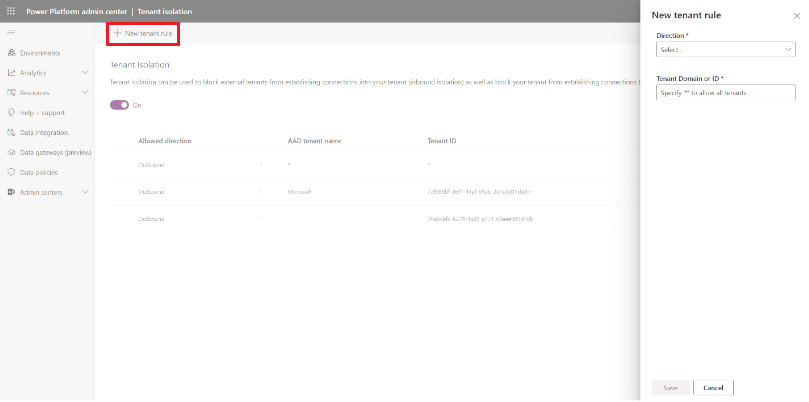 Power Platform admin center | Tenant isolation
New tenant rule
Environments
Analytics
Resources
Help + support
Data integration
Data gateways (preview)
Data policies
Admin centers
Tenant Isolation
Tenant isolation can be used to block external tenants from establishing connections into your tenant (inbound isolation) as well as block your tenant from establishing connections t
On
Allowed direction AAD tenant name Tenant ID
Outbound * *
Outbound Microsoft
Outbound
New tenant rule
Direction *
Select...
Tenant Domain or ID *
Specify "*" to allow all tenants
Save Cancel